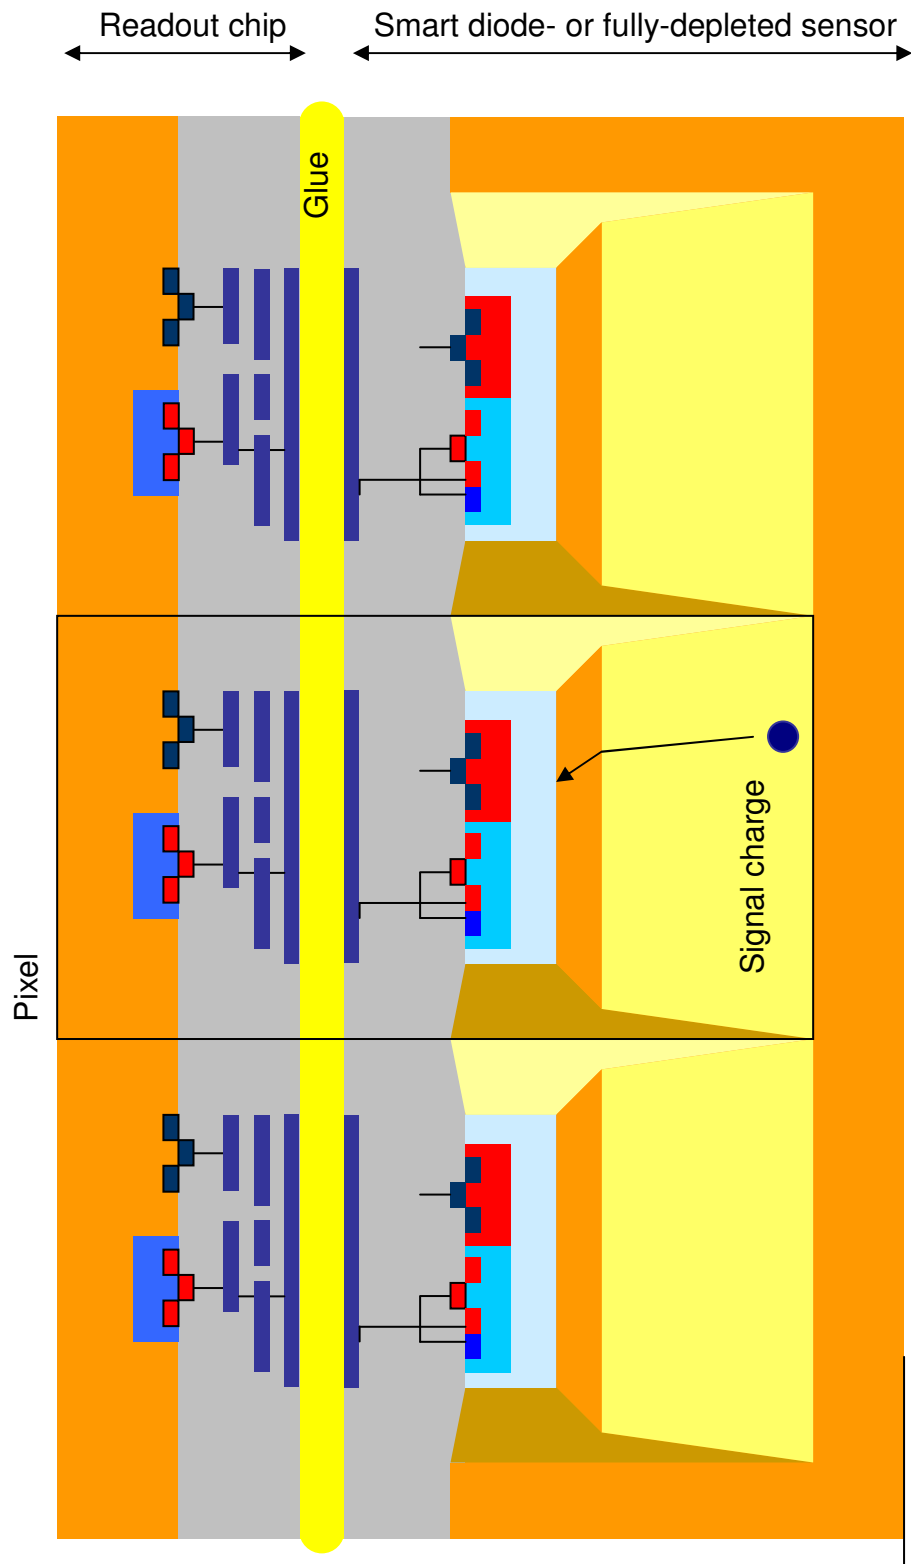 Readout chip
Smart diode- or fully-depleted sensor
Glue
Pixel
Signal charge